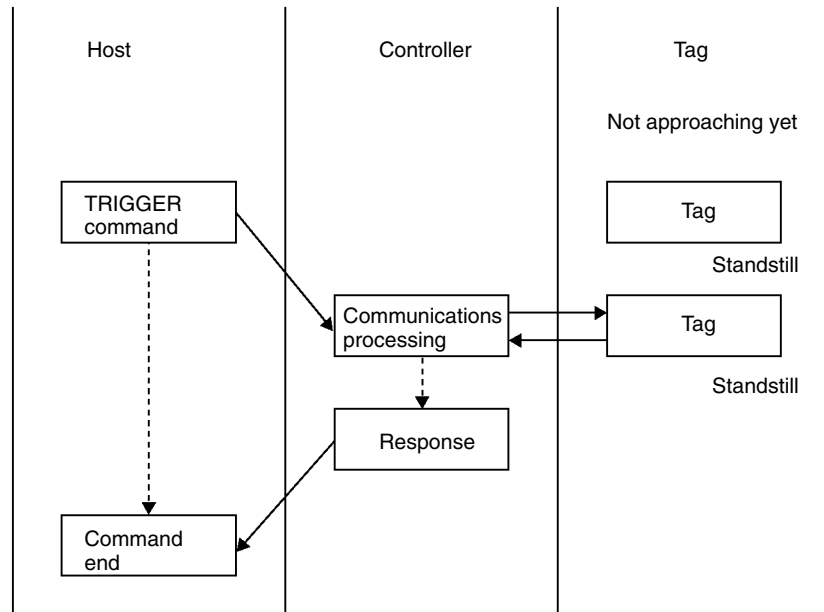 Host
Controller
Tag
Not approaching yet
TRIGGER
command
Tag
Standstill
Communications
processing
Tag
Standstill
Response
Command
end